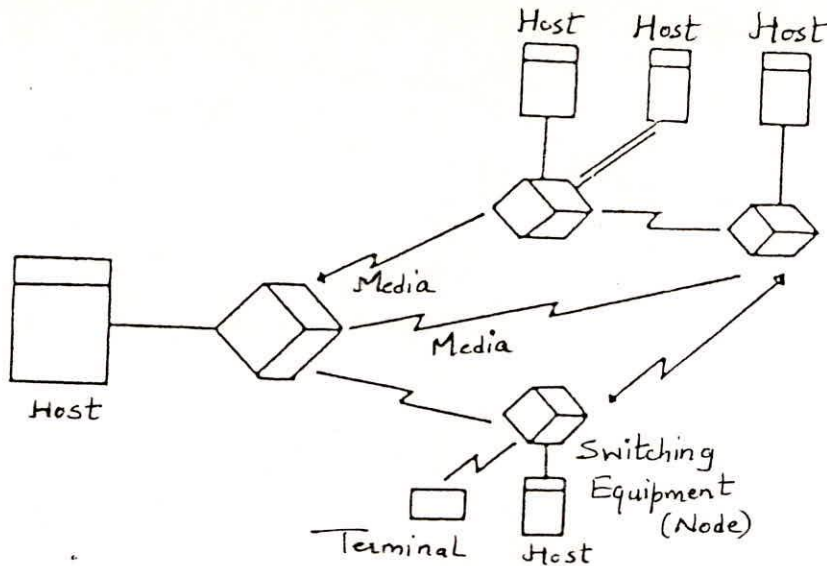 Host Host Host
Media
Media
Host
Switching
Equipment
(Node)
Terminal
Host